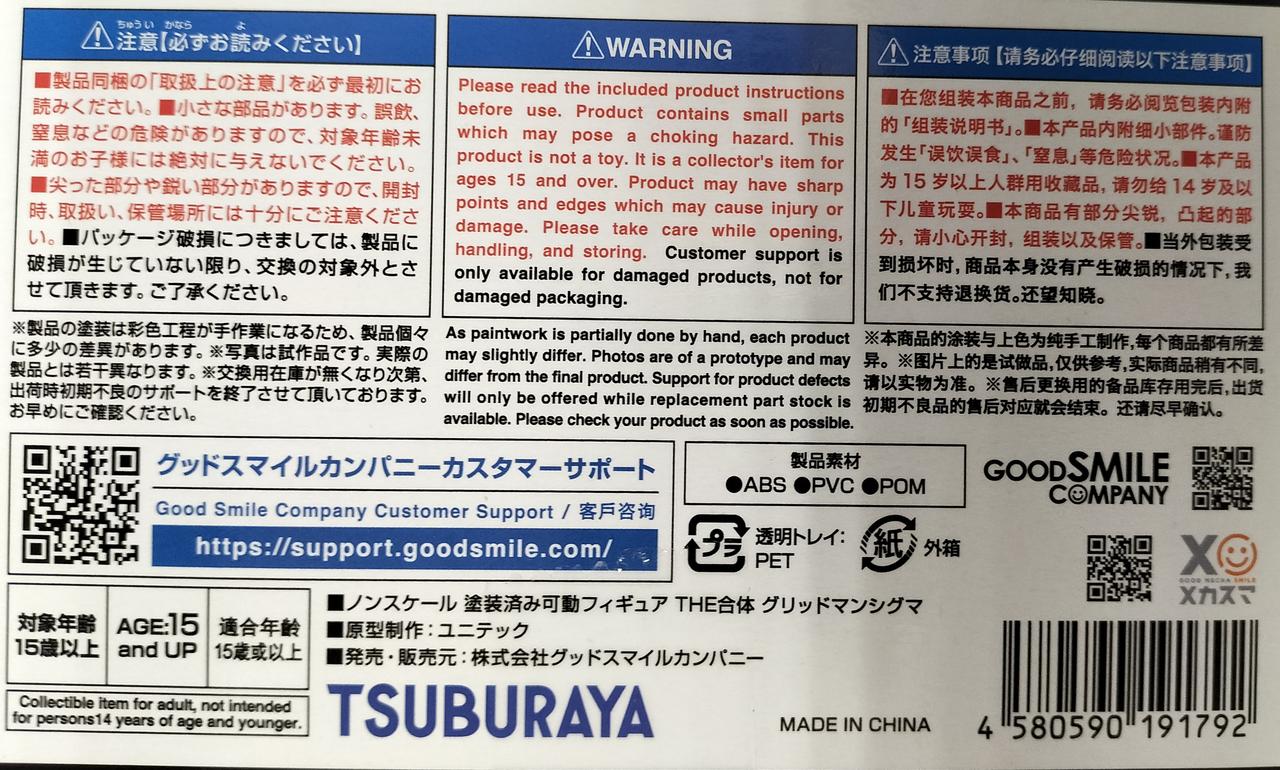 ちゅうい かなら よ
⚠注意【必ずお読みください】
■製品同梱の「取扱上の注意」を必ず最初にお
読みください。■小さな部品があります。誤飲、
窒息などの危険がありますので、対象年齢未
満のお子様には絶対に与えないでください。
■尖った部分や鋭い部分がありますので、開封
時、取扱い、保管場所には十分にご注意くださ
い。■パッケージ破損につきましては、製品に
破損が生じていない限り、交換の対象外とさ
せて頂きます。ご了承ください。
※製品の塗装は彩色工程が手作業になるため、製品個々
に多少の差異があります。※写真は試作品です。実際の
製品とは若干異なります。※交換用在庫が無くなり次第、
出荷時初期不良のサポートを終了させて頂いております。
お早めにご確認ください。
⚠WARNING
Please read the included product instructions
before use. Product contains small parts
which may pose a choking hazard. This
product is not a toy. It is a collector's item for
ages 15 and over. Product may have sharp
points and edges which may cause injury or
damage. Please take care while opening,
handling, and storing. Customer support is
only available for damaged products, not for
damaged packaging.
As paintwork is partially done by hand, each product
may slightly differ. Photos are of a prototype and may
differ from the final product. Support for product defects
will only be offered while replacement part stock is
available. Please check your product as soon as possible.
⚠注意事项【请务必仔细阅读以下注意事项】
■在您组装本商品之前，请务必阅览包装内附
的「组装说明书」。■本产品内附细小部件。谨防
发生「误饮误食」、「窒息」等危险状况。■本产品
为 15 岁以上人群用收藏品，请勿给 14 岁及以
下儿童玩耍。■本商品有部分尖锐，凸起的部
分，请小心开封，组装以及保管。■当外包装受
到损坏时，商品本身没有产生破损的情况下，我
们不支持退换货。还望知晓。
※本商品的涂装与上色为纯手工制作，每个商品都有所差
异。※图片上的是试做品，仅供参考，实际商品稍有不同，
请以实物为准。※售后更换用的备品库存用完后，出货
初期不良品的售后对应就会结束。还请尽早确认。
グッドスマイルカンパニーカスタマーサポート
Good Smile Company Customer Support / 客戶咨询
https://support.goodsmile.com/
製品素材
●ABS ●PVC ●POM
プラ 透明トレイ：
PET
紙 外箱
GOODSMILE
COMPANY
GOOD MECHA SMILE
メカスマ
対象年齢
15歳以上
AGE:15
and UP
適合年齢
15歳或以上
Collectible item for adult, not intended
for persons14 years of age and younger.
■ノンスケール 塗装済み可動フィギュア THE合体 グリッドマンシグマ
■原型制作：ユニテック
■発売・販売元：株式会社グッドスマイルカンパニー
TSUBURAYA
MADE IN CHINA
4 580590 191792